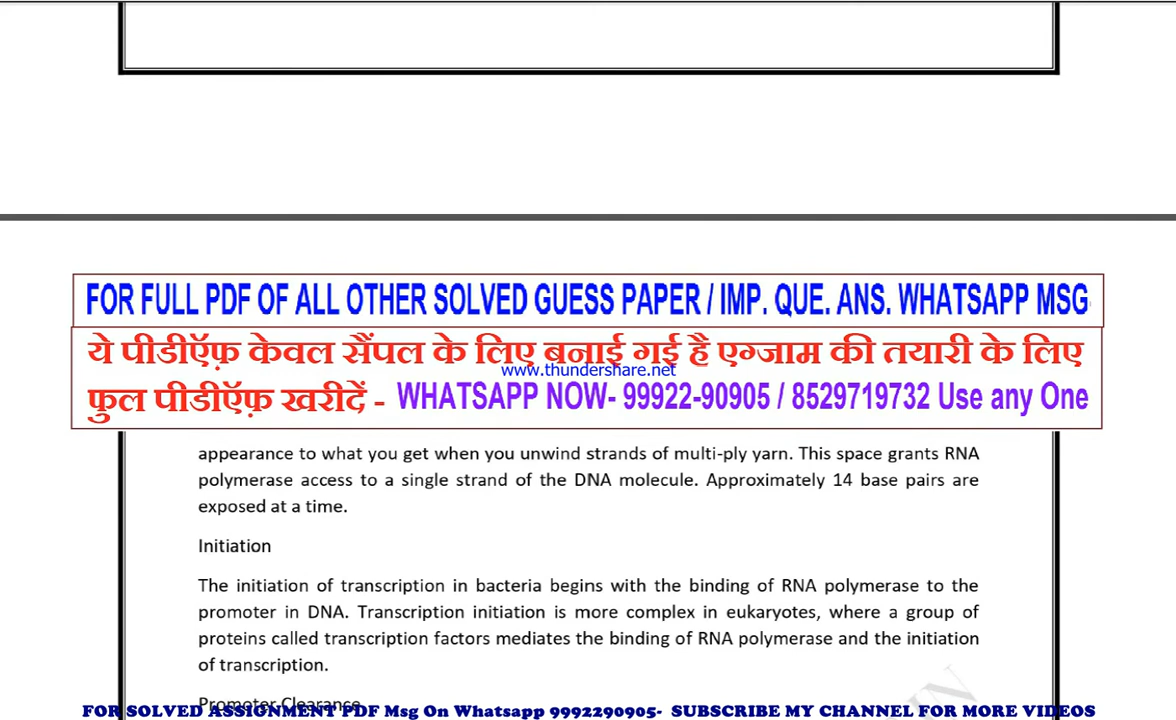 FOR FULL PDF OF ALL OTHER SOLVED GUESS PAPER / IMP. QUE. ANS. WHATSAPP MSG
ये पीडीऍफ़ केवल सैंपल के लिए बनाई गई है एग्जाम की तयारी के लिए
www.thundershare.net
फुल पीडीऍफ़ खरीदें - WHATSAPP NOW- 99922-90905 / 8529719732 Use any One
appearance to what you get when you unwind strands of multi-ply yarn. This space grants RNA
polymerase access to a single strand of the DNA molecule. Approximately 14 base pairs are
exposed at a time.
Initiation
The initiation of transcription in bacteria begins with the binding of RNA polymerase to the
promoter in DNA. Transcription initiation is more complex in eukaryotes, where a group of
proteins called transcription factors mediates the binding of RNA polymerase and the initiation
of transcription.
Promoter Clearance
FOR SOLVED ASSIGNMENT PDF Msg On Whatsapp 9992290905- SUBSCRIBE MY CHANNEL FOR MORE VIDEOS